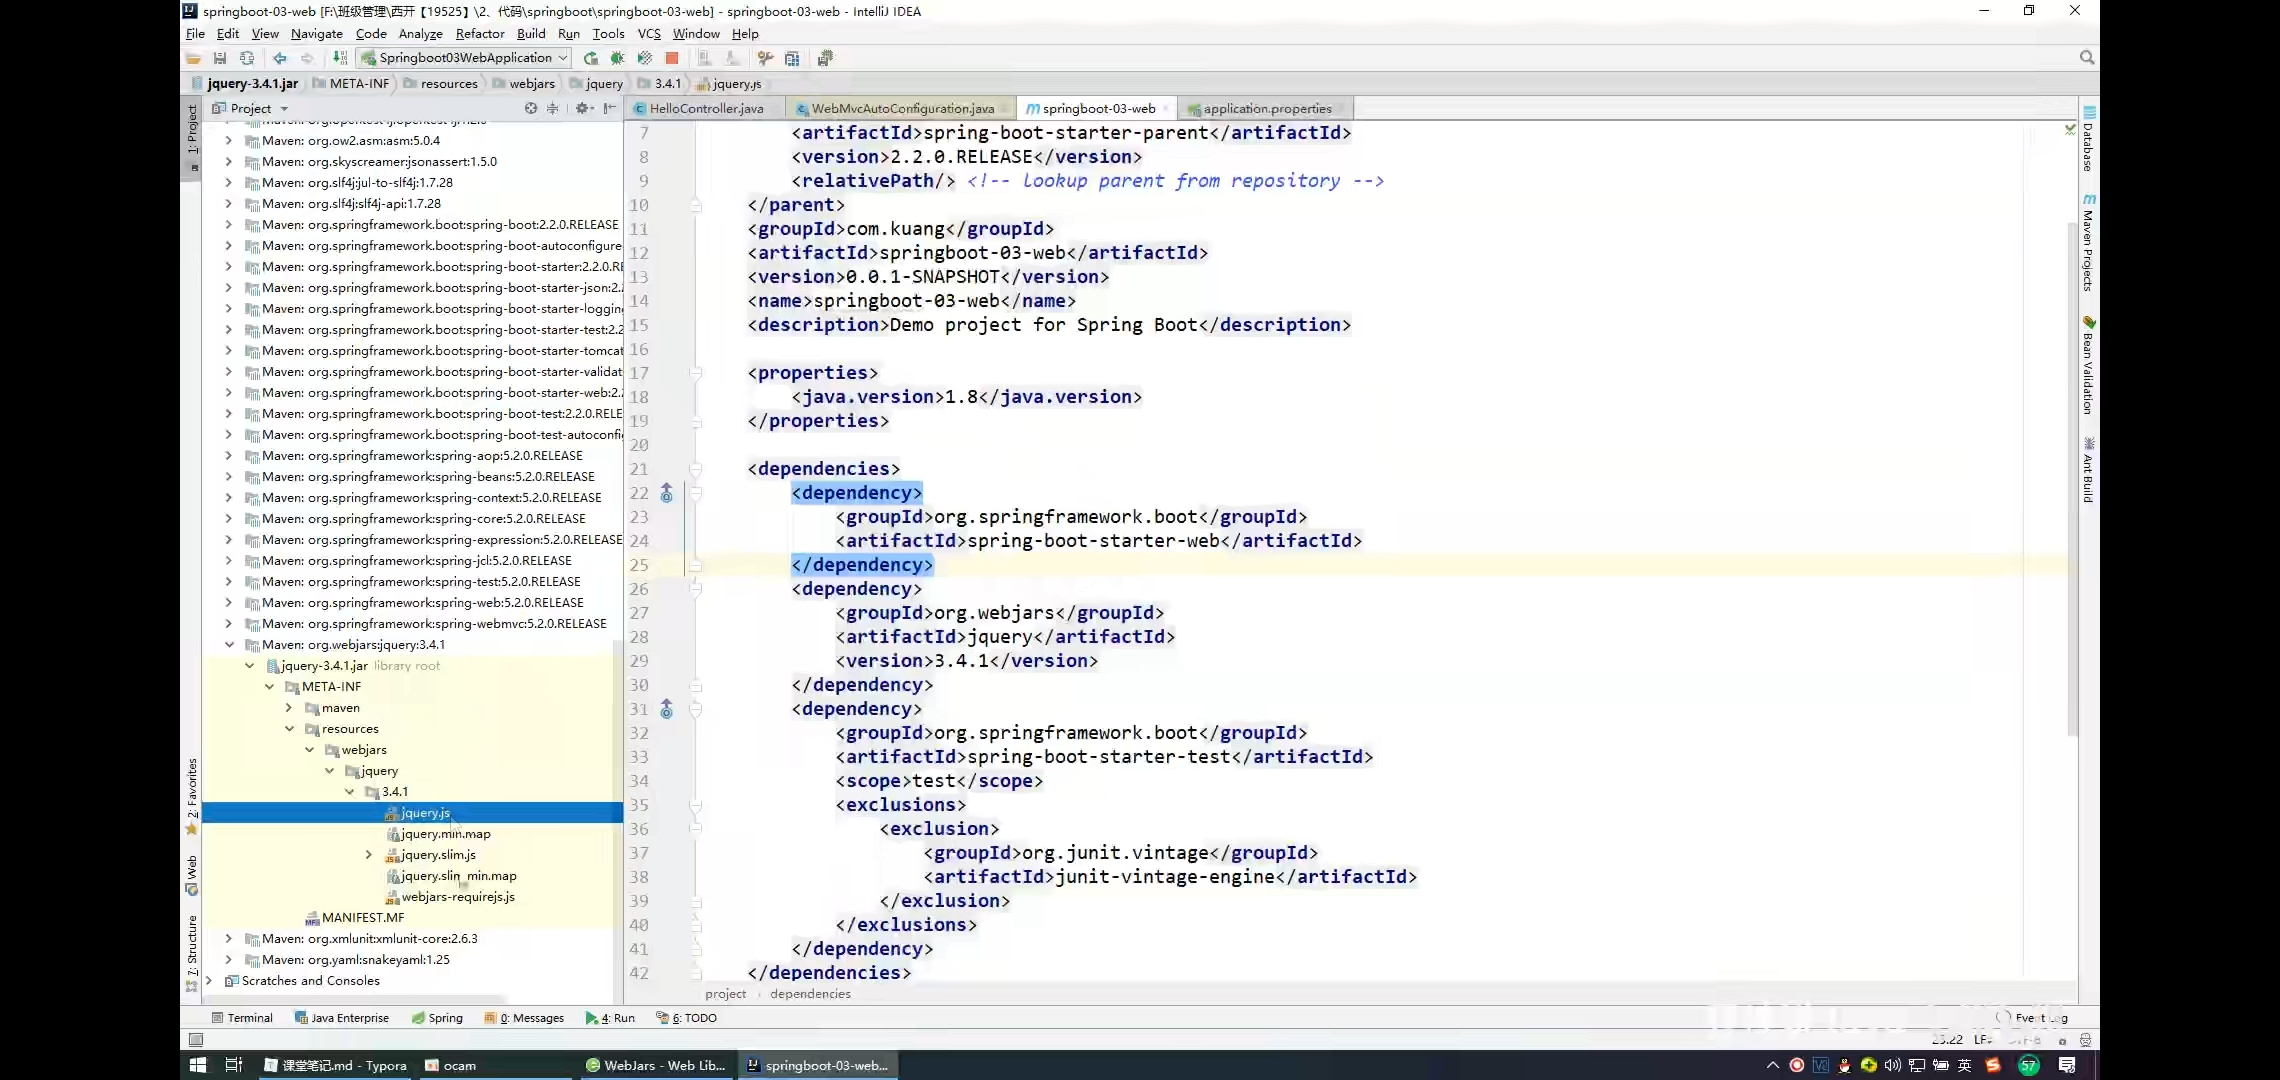 springboot-03-web [F:\班级管理\西开【19525】\2、代码\springboot\springboot-03-web] - springboot-03-web - IntelliJ IDEA
File Edit View Navigate Code Analyze Refactor Build Run Tools VCS Window Help
Springboot03WebApplication
jquery-3.4.1.jar META-INF resources webjars jquery 3.4.1 jquery.js
Project
HelloController.java WebMvcAutoConfiguration.java springboot-03-web application.properties
1: Project
2: Favorites
Web
7: Structure
Maven: org.ow2.asm:asm:5.0.4
Maven: org.skyscreamer:jsonassert:1.5.0
Maven: org.slf4j:jul-to-slf4j:1.7.28
Maven: org.slf4j:slf4j-api:1.7.28
Maven: org.springframework.boot:spring-boot:2.2.0.RELEASE
Maven: org.springframework.boot:spring-boot-autoconfigure
Maven: org.springframework.boot:spring-boot-starter:2.2.0.RE
Maven: org.springframework.boot:spring-boot-starter-json:2.
Maven: org.springframework.boot:spring-boot-starter-logging
Maven: org.springframework.boot:spring-boot-starter-test:2.2
Maven: org.springframework.boot:spring-boot-starter-tomcat
Maven: org.springframework.boot:spring-boot-starter-validat
Maven: org.springframework.boot:spring-boot-starter-web:2.
Maven: org.springframework.boot:spring-boot-test:2.2.0.RELE
Maven: org.springframework.boot:spring-boot-test-autoconfi
Maven: org.springframework:spring-aop:5.2.0.RELEASE
Maven: org.springframework:spring-beans:5.2.0.RELEASE
Maven: org.springframework:spring-context:5.2.0.RELEASE
Maven: org.springframework:spring-core:5.2.0.RELEASE
Maven: org.springframework:spring-expression:5.2.0.RELEASE
Maven: org.springframework:spring-jcl:5.2.0.RELEASE
Maven: org.springframework:spring-test:5.2.0.RELEASE
Maven: org.springframework:spring-web:5.2.0.RELEASE
Maven: org.springframework:spring-webmvc:5.2.0.RELEASE
Maven: org.webjars:jquery:3.4.1
jquery-3.4.1.jar library root
META-INF
maven
resources
webjars
jquery
3.4.1
jquery.js
jquery.min.map
jquery.slim.js
jquery.slim.min.map
webjars-requirejs.js
MANIFEST.MF
Maven: org.xmlunit:xmlunit-core:2.6.3
Maven: org.yaml:snakeyaml:1.25
Scratches and Consoles
7 <artifactId>spring-boot-starter-parent</artifactId>
8 <version>2.2.0.RELEASE</version>
9 <relativePath/> <!-- lookup parent from repository -->
10 </parent>
11 <groupId>com.kuang</groupId>
12 <artifactId>springboot-03-web</artifactId>
13 <version>0.0.1-SNAPSHOT</version>
14 <name>springboot-03-web</name>
15 <description>Demo project for Spring Boot</description>
16
17 <properties>
18 <java.version>1.8</java.version>
19 </properties>
20
21 <dependencies>
22 <dependency>
23 <groupId>org.springframework.boot</groupId>
24 <artifactId>spring-boot-starter-web</artifactId>
25 </dependency>
26 <dependency>
27 <groupId>org.webjars</groupId>
28 <artifactId>jquery</artifactId>
29 <version>3.4.1</version>
30 </dependency>
31 <dependency>
32 <groupId>org.springframework.boot</groupId>
33 <artifactId>spring-boot-starter-test</artifactId>
34 <scope>test</scope>
35 <exclusions>
36 <exclusion>
37 <groupId>org.junit.vintage</groupId>
38 <artifactId>junit-vintage-engine</artifactId>
39 </exclusion>
40 </exclusions>
41 </dependency>
42 </dependencies>
project dependencies
Database
Maven Projects
Bean Validation
Ant Build
Terminal Java Enterprise Spring 0: Messages 4: Run 6: TODO Event Log
课堂笔记.md - Typora ocam WebJars - Web Lib... springboot-03-web... 英 57